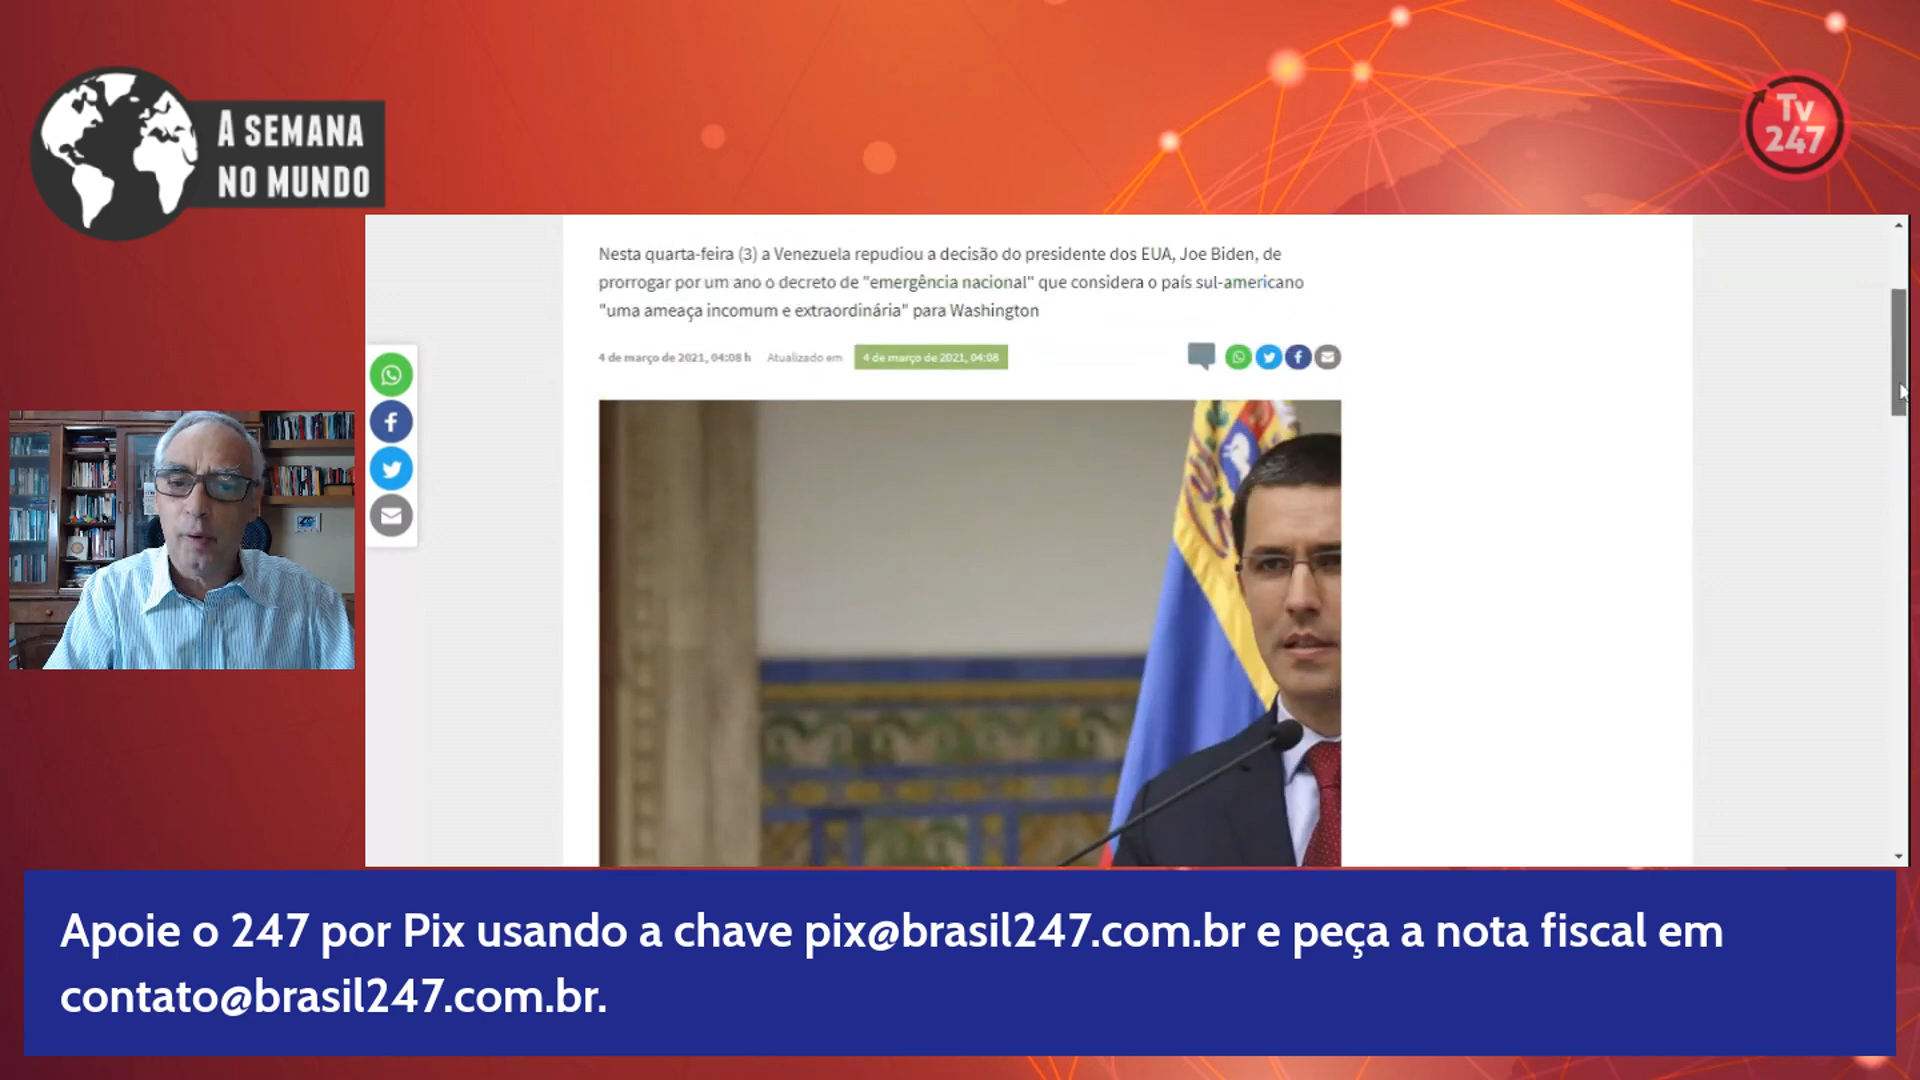 A SEMANA
NO MUNDO
Tv
247
Nesta quarta-feira (3) a Venezuela repudiou a decisão do presidente dos EUA, Joe Biden, de
prorrogar por um ano o decreto de "emergência nacional" que considera o país sul-americano
"uma ameaça incomum e extraordinária" para Washington
4 de março de 2021, 04:08 h Atualizado em 4 de março de 2021, 04:08
Apoie o 247 por Pix usando a chave pix@brasil247.com.br e peça a nota fiscal em
contato@brasil247.com.br.